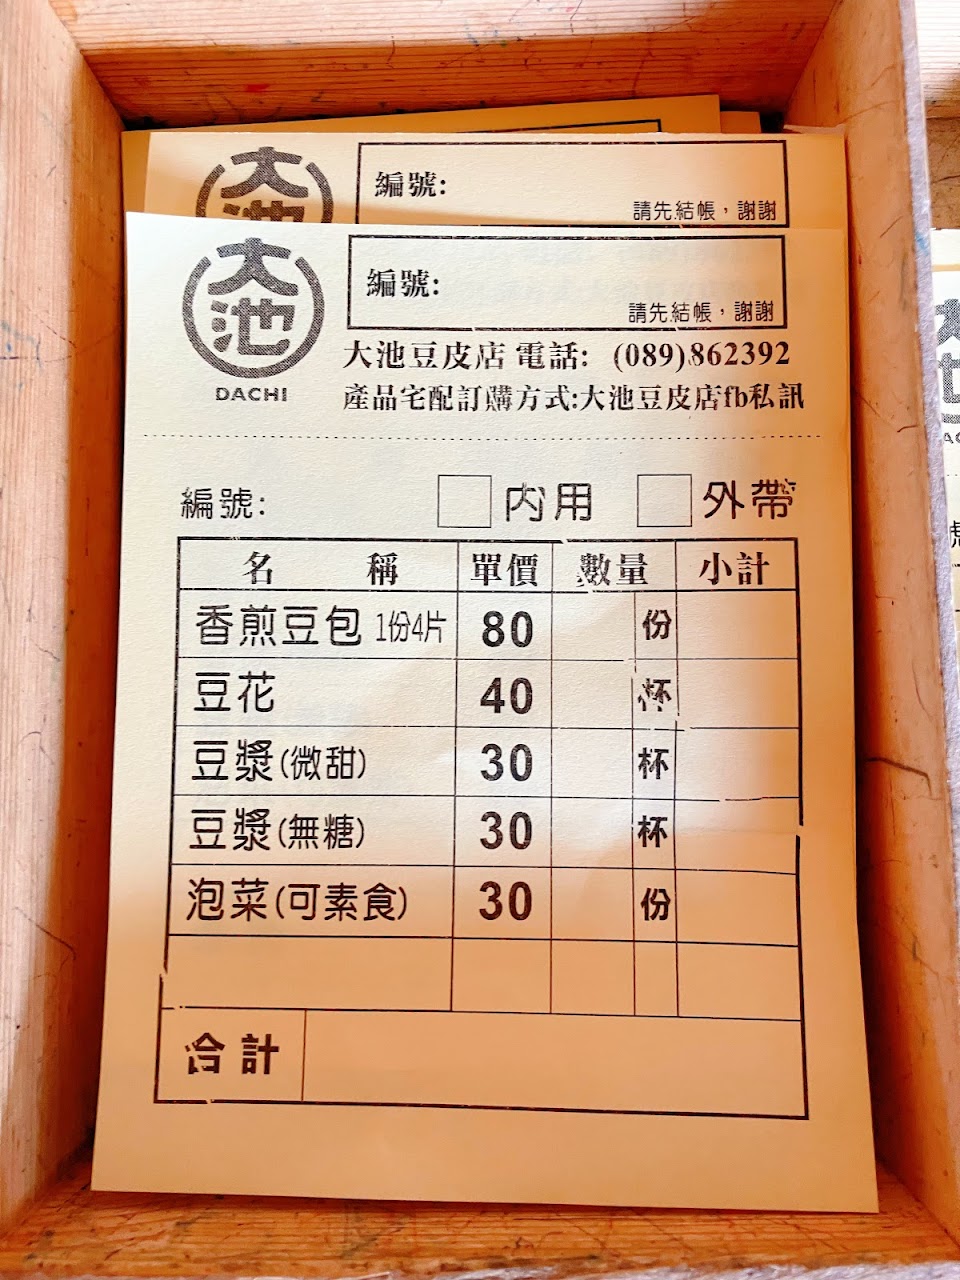 大池
編號:
請先結帳，謝謝
大池
DACHI
編號:
請先結帳，謝謝
大池豆皮店 電話: (089)862392
產品宅配訂購方式:大池豆皮店fb私訊
編號: 內用 外帶
名 稱 單價 數量 小計
香煎豆包 1份4片 80 份
豆花 40 杯
豆漿(微甜) 30 杯
豆漿(無糖) 30 杯
泡菜(可素食) 30 份
合計